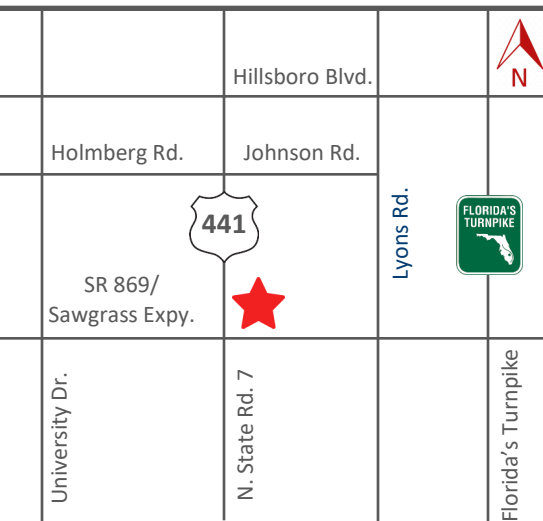 Hillsboro Blvd.
N
Holmberg Rd.
Johnson Rd.
Lyons Rd.
FLORIDA'S
TURNPIKE
441
SR 869/
Sawgrass Expy.
University Dr.
N. State Rd. 7
Florida’s Turnpike